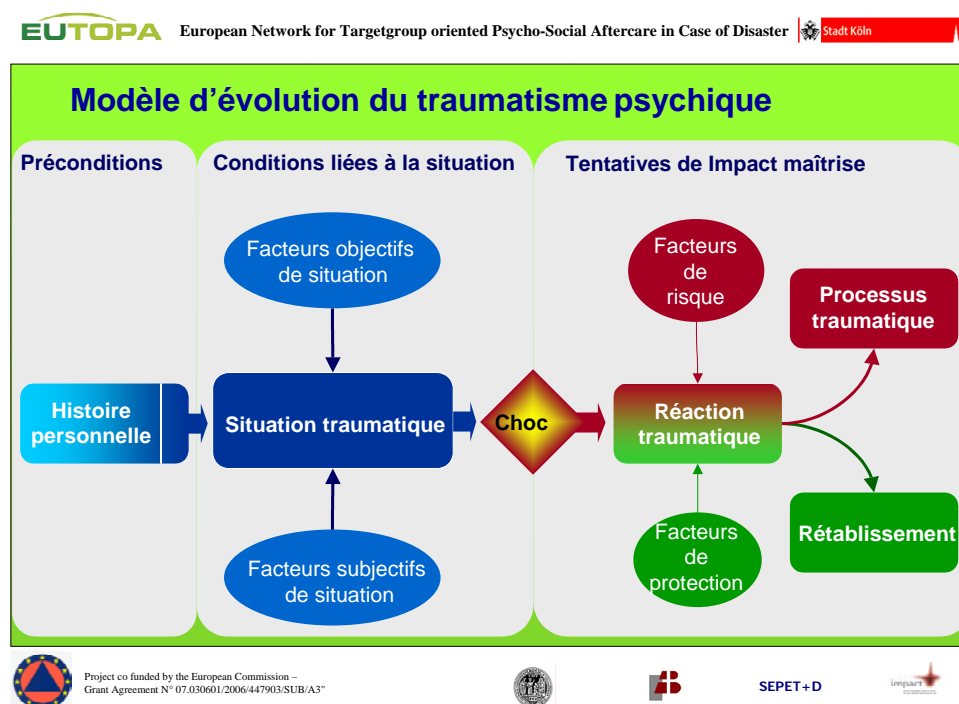 EUTOPA
European Network for Targetgroup oriented Psycho-Social Aftercare in Case of Disaster
Stadt Köln
Modèle d’évolution du traumatisme psychique
Préconditions
Conditions liées à la situation
Tentatives de Impact maîtrise
Facteurs objectifs
de situation
Facteurs
de
risque
Processus
traumatique
Histoire
personnelle
Situation traumatique
Choc
Réaction
traumatique
Facteurs subjectifs
de situation
Facteurs
de
protection
Rétablissement
Project co funded by the European Commission –
Grant Agreement N° 07.030601/2006/447903/SUB/A3”
SEPET+D
impact